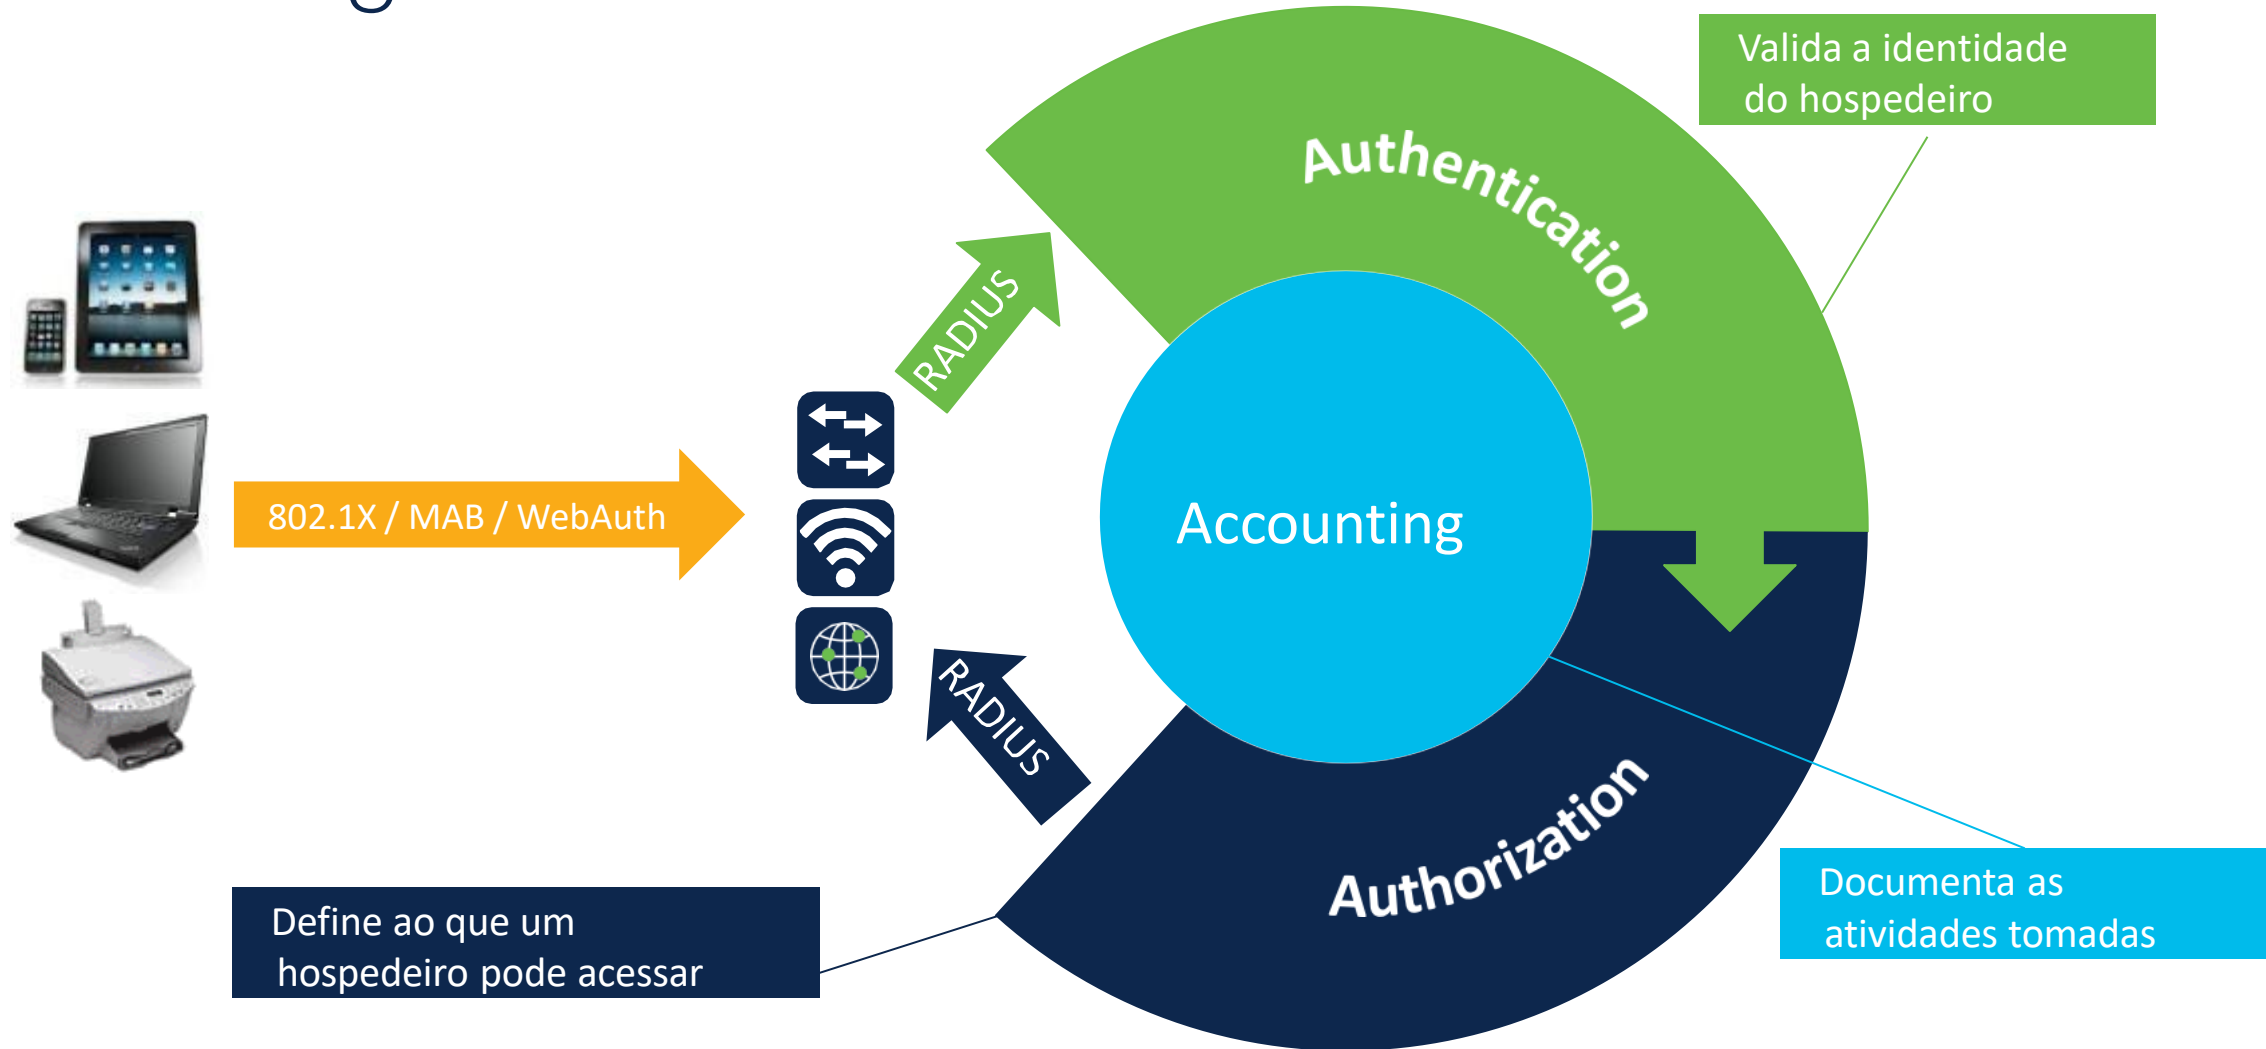 Valida a identidade
do hospedeiro
Authentication
RADIUS
802.1X / MAB / WebAuth
Accounting
RADIUS
Authorization
Documenta as
atividades tomadas
Define ao que um
hospedeiro pode acessar